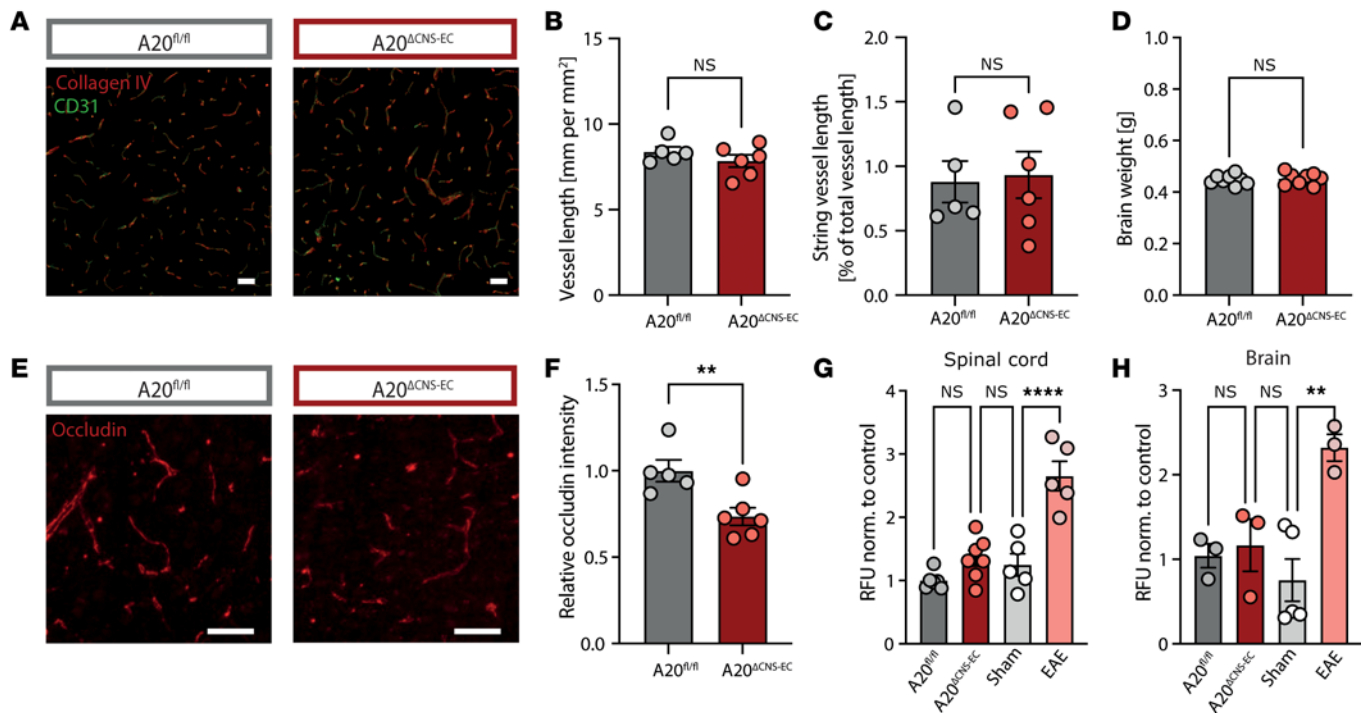 A
A20fl/fl
A20ΔCNS-EC
Collagen IV
CD31
B
Vessel length [mm per mm²]
15
10
5
0
NS
A20fl/fl
A20ΔCNS-EC
C
String vessel length
[% of total vessel length]
2.0
1.5
1.0
0.5
0.0
NS
A20fl/fl
A20ΔCNS-EC
D
Brain weight [g]
1.0
0.8
0.6
0.4
0.2
0.0
NS
A20fl/fl
A20ΔCNS-EC
E
A20fl/fl
A20ΔCNS-EC
Occludin
F
Relative occludin intensity
1.5
1.0
0.5
0.0
**
A20fl/fl
A20ΔCNS-EC
G
Spinal cord
RFU norm. to control
4
3
2
1
0
NS
NS
****
A20fl/fl
A20ΔCNS-EC
Sham
EAE
H
Brain
RFU norm. to control
3
2
1
0
NS
NS
**
A20fl/fl
A20ΔCNS-EC
Sham
EAE